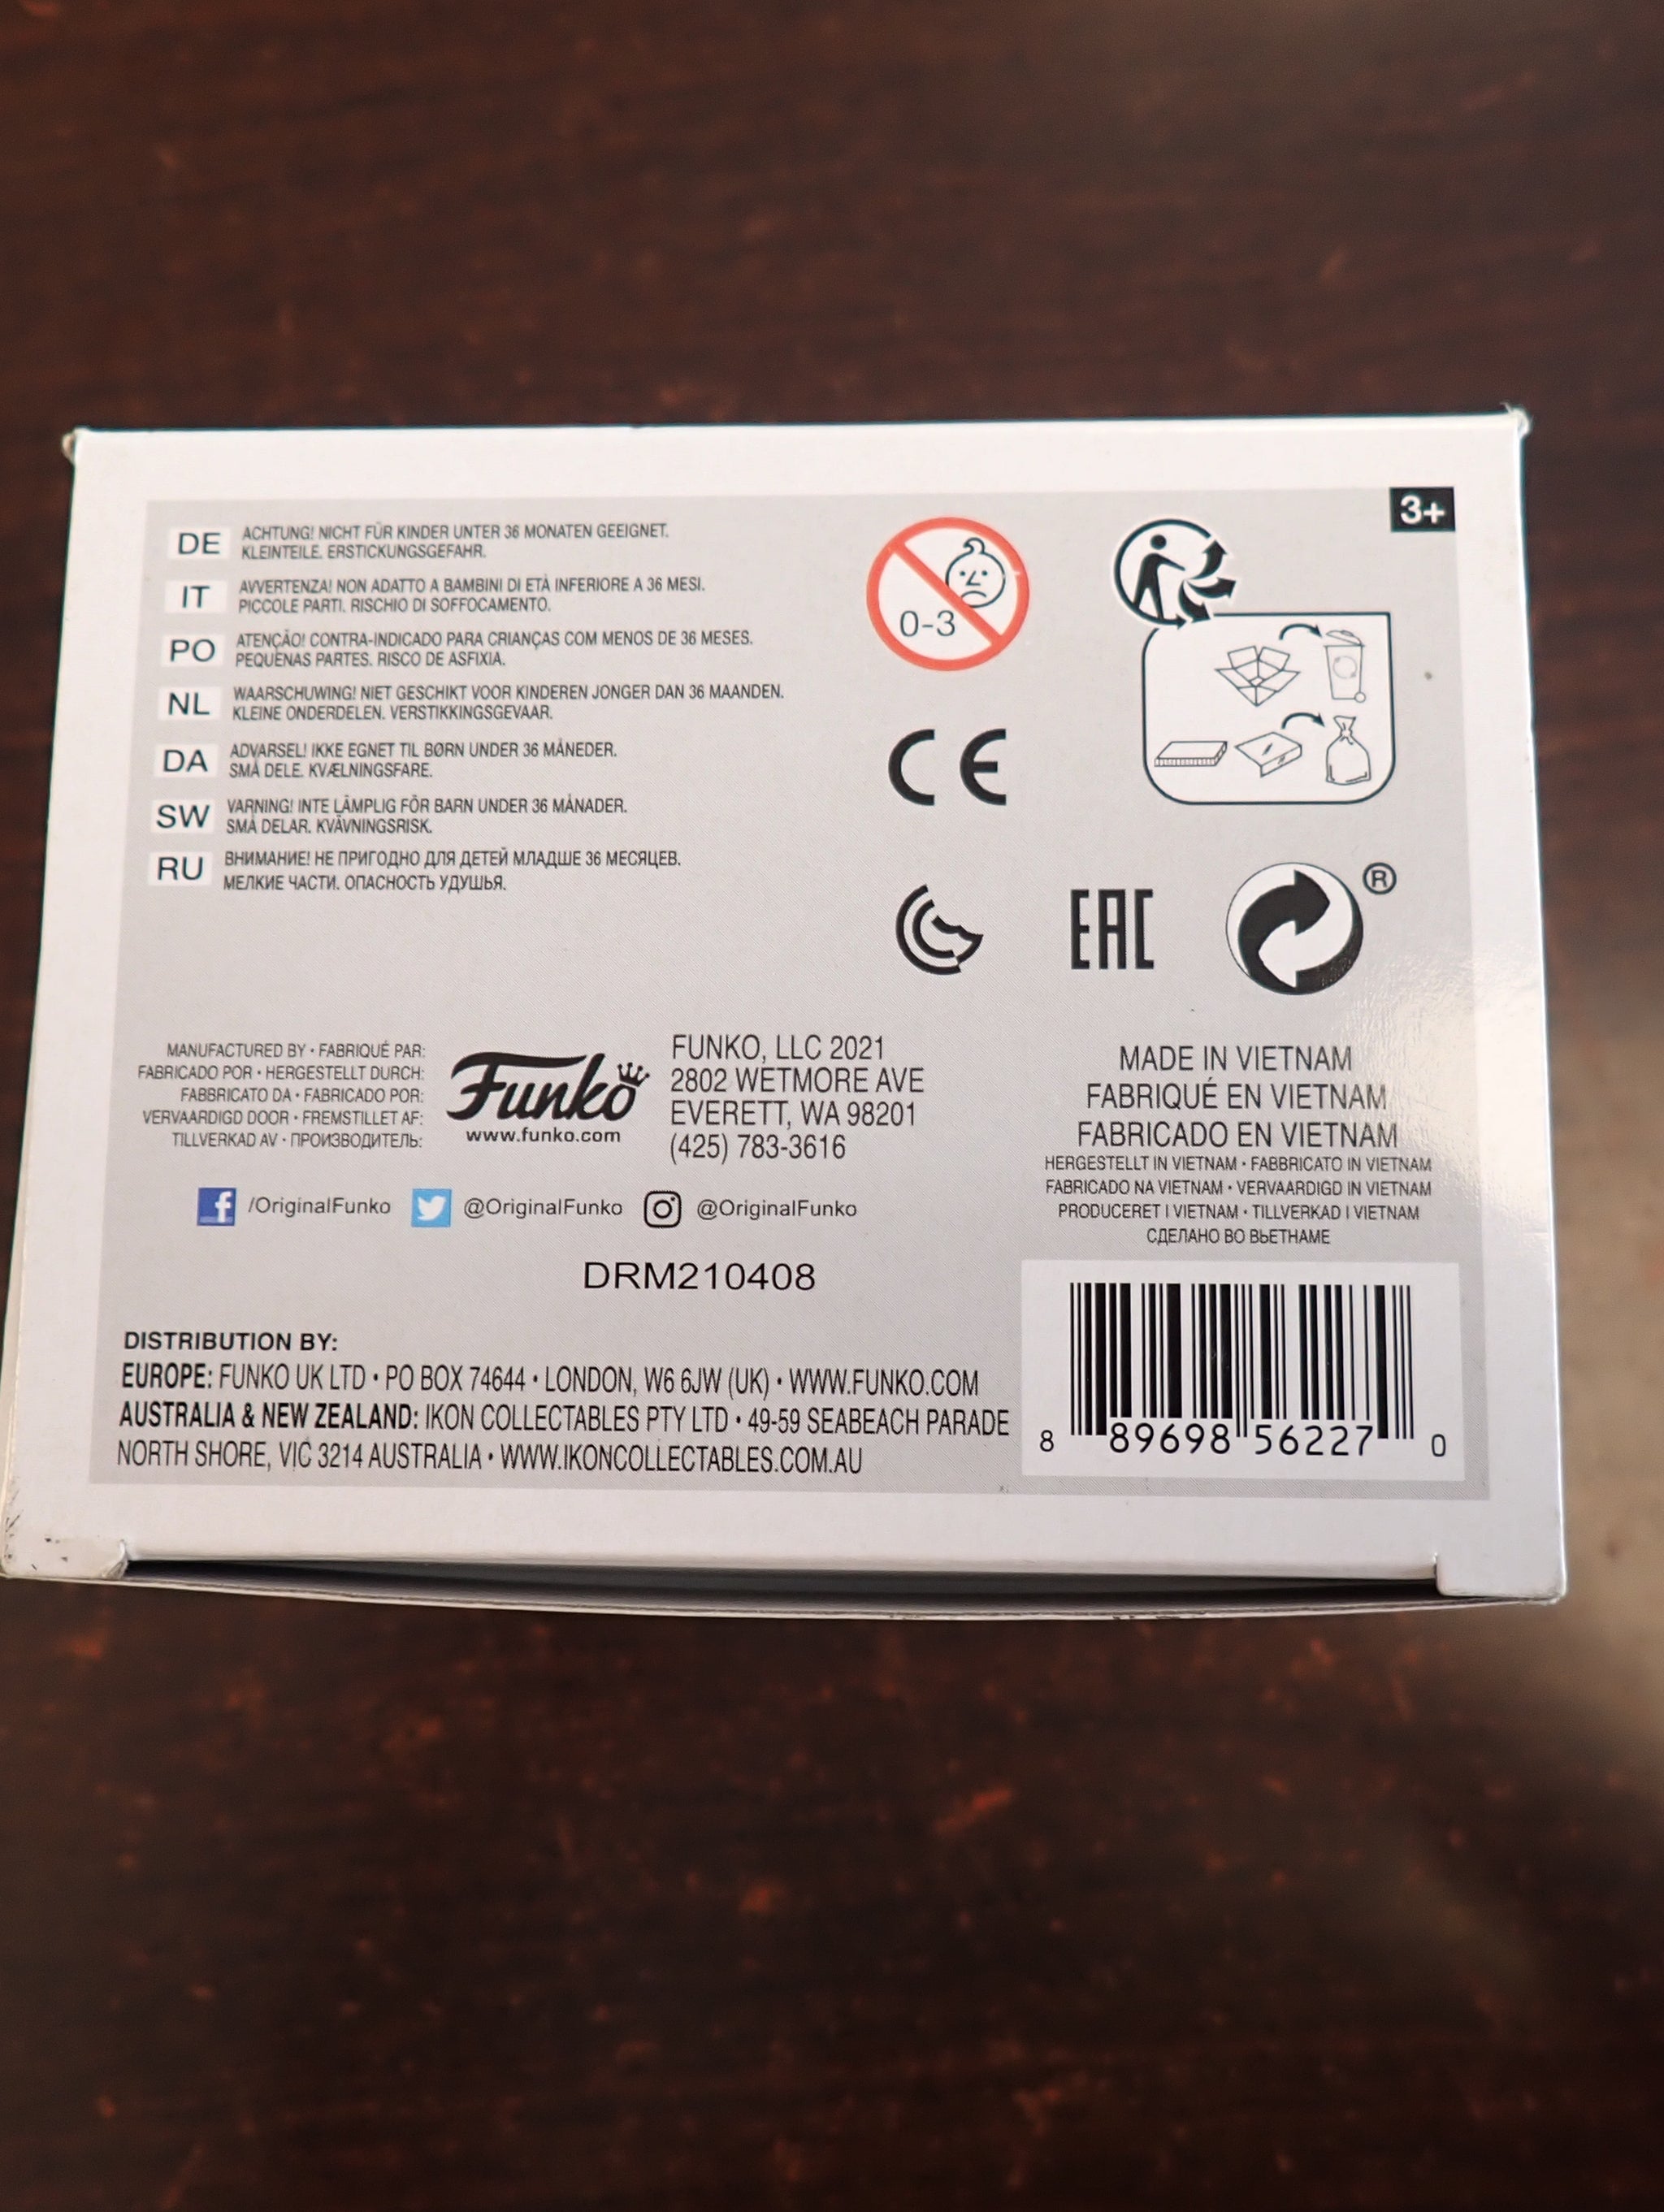 3+
DE ACHTUNG! NICHT FÜR KINDER UNTER 36 MONATEN GEEIGNET.
KLEINTEILE. ERSTICKUNGSGEFAHR.
IT AVVERTENZA! NON ADATTO A BAMBINI DI ETÀ INFERIORE A 36 MESI.
PICCOLE PARTI. RISCHIO DI SOFFOCAMENTO.
PO ATENÇÃO! CONTRA-INDICADO PARA CRIANÇAS COM MENOS DE 36 MESES.
PEQUENAS PARTES. RISCO DE ASFIXIA.
NL WAARSCHUWING! NIET GESCHIKT VOOR KINDEREN JONGER DAN 36 MAANDEN.
KLEINE ONDERDELEN. VERSTIKKINGSGEVAAR.
DA ADVARSEL! IKKE EGNET TIL BØRN UNDER 36 MÅNEDER.
SMÅ DELE. KVÆLNINGSFARE.
SW VARNING! INTE LÄMPLIG FÖR BARN UNDER 36 MÅNADER.
SMÅ DELAR. KVÄVNINGSRISK.
RU ВНИМАНИЕ! НЕ ПРИГОДНО ДЛЯ ДЕТЕЙ МЛАДШЕ 36 МЕСЯЦЕВ.
МЕЛКИЕ ЧАСТИ. ОПАСНОСТЬ УДУШЬЯ.
0-3
CE
EAC
®
MANUFACTURED BY • FABRIQUÉ PAR:
FABRICADO POR • HERGESTELLT DURCH:
FABBRICATO DA • FABRICADO POR:
VERVAARDIGD DOOR • FREMSTILLET AF:
TILLVERKAD AV • ПРОИЗВОДИТЕЛЬ:
Funko
www.funko.com
FUNKO, LLC 2021
2802 WETMORE AVE
EVERETT, WA 98201
(425) 783-3616
MADE IN VIETNAM
FABRIQUÉ EN VIETNAM
FABRICADO EN VIETNAM
HERGESTELLT IN VIETNAM • FABBRICATO IN VIETNAM
FABRICADO NA VIETNAM • VERVAARDIGD IN VIETNAM
PRODUCERET I VIETNAM • TILLVERKAD I VIETNAM
СДЕЛАНО ВО ВЬЕТНАМЕ
/OriginalFunko @OriginalFunko @OriginalFunko
DRM210408
DISTRIBUTION BY:
EUROPE: FUNKO UK LTD • PO BOX 74644 • LONDON, W6 6JW (UK) • WWW.FUNKO.COM
AUSTRALIA & NEW ZEALAND: IKON COLLECTABLES PTY LTD • 49-59 SEABEACH PARADE
NORTH SHORE, VIC 3214 AUSTRALIA • WWW.IKONCOLLECTABLES.COM.AU
8 89698 56227 0